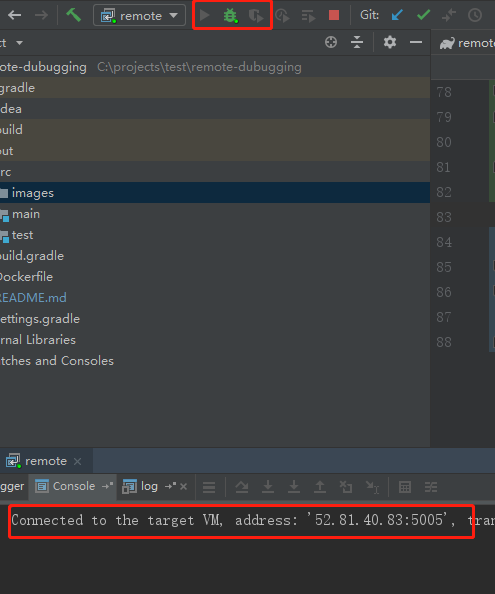 remote Git:
ct remote
ote-dubugging C:\projects\test\remote-dubugging
gradle 78
dea 79
uild 80
out 81
rc
images 82
main 83
test 84
build.gradle 85
Dockerfile
README.md 86
ettings.gradle 87
rnal Libraries 88
atches and Consoles
remote
gger Console log
Connected to the target VM, address: '52.81.40.83:5005', tran